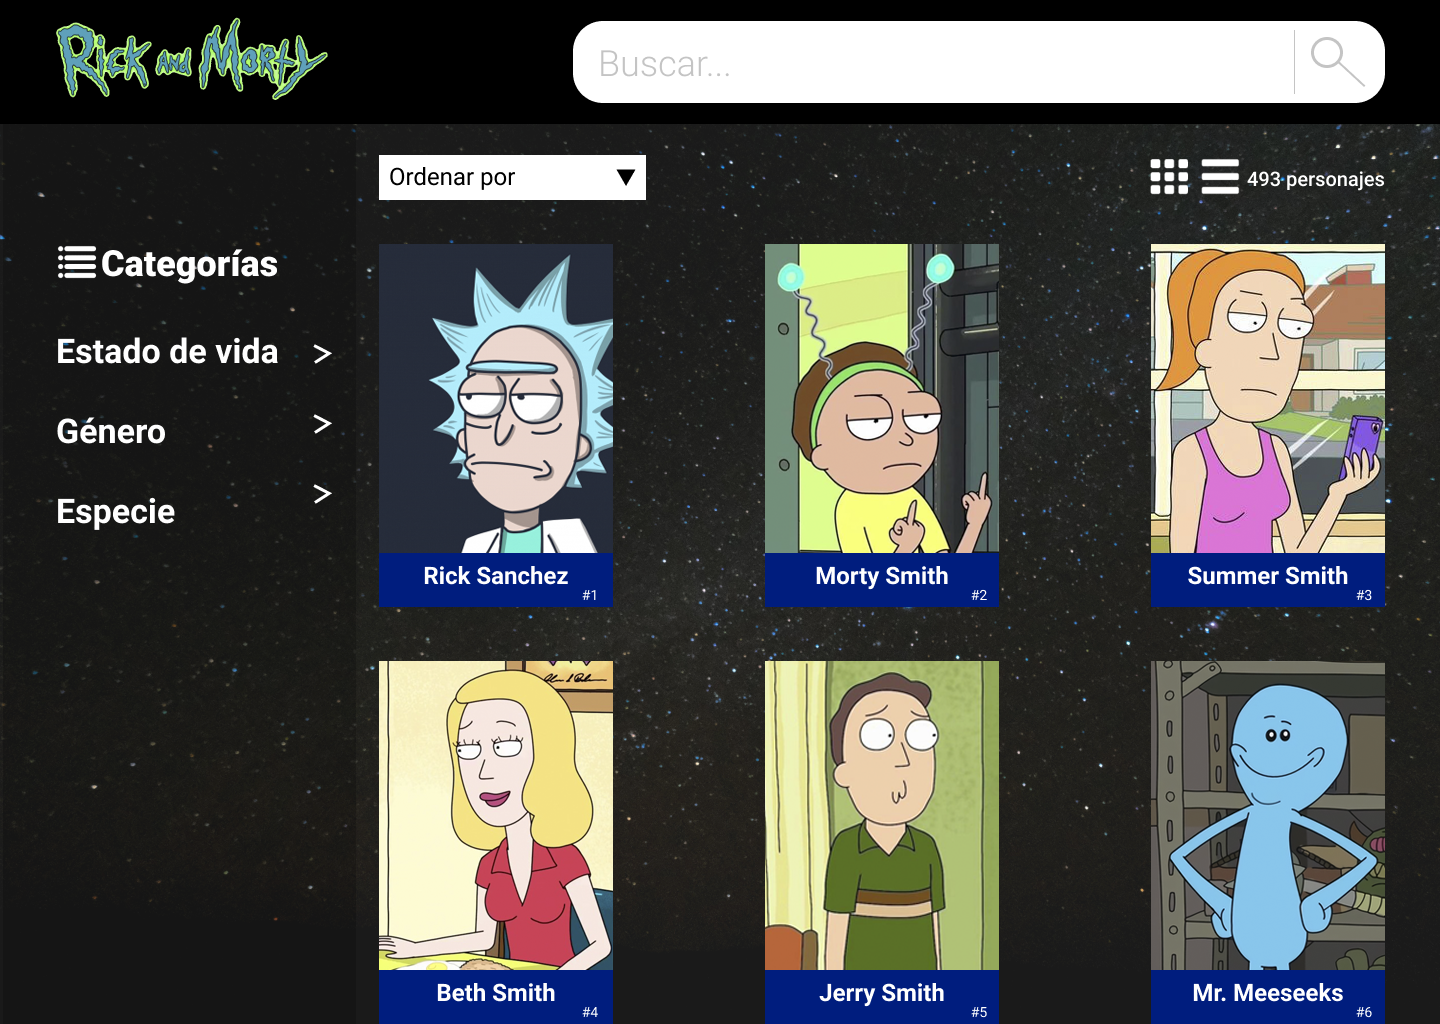 Rick and Morty
Buscar...
Ordenar por
493 personajes
Categorías
Estado de vida
Género
Especie
Rick Sanchez
#1
Morty Smith
#2
Summer Smith
#3
Beth Smith
#4
Jerry Smith
#5
Mr. Meeseeks
#6